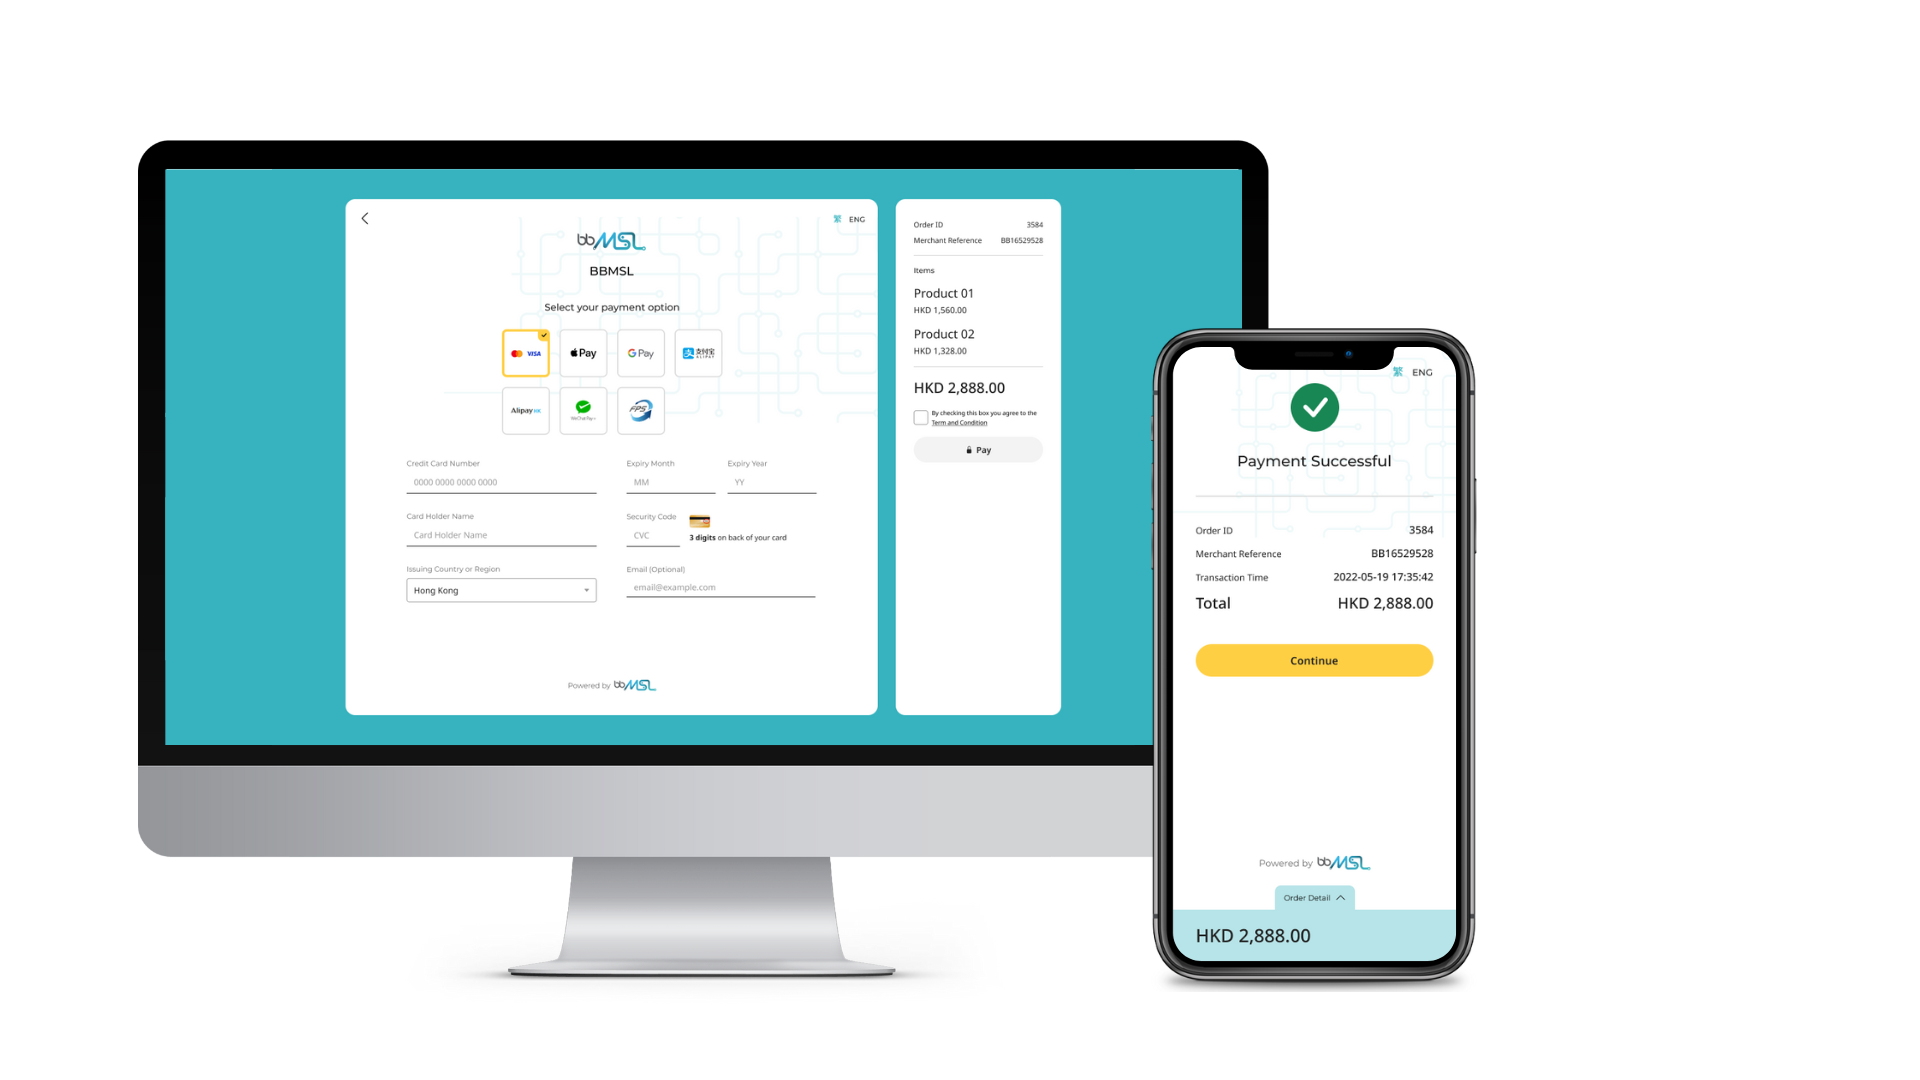 繁 ENG
bbMSL
BBMSL
Select your payment option
VISA
Pay
G Pay
支付宝
ALIPAY
AlipayHK
WeChat Pay
FPS
Credit Card Number
0000 0000 0000 0000
Expiry Month
MM
Expiry Year
YY
Card Holder Name
Card Holder Name
Security Code
CVC
3 digits on back of your card
Issuing Country or Region
Hong Kong
Email (Optional)
email@example.com
Powered by bbMSL
Order ID 3584
Merchant Reference BB16529528
Items
Product 01
HKD 1,560.00
Product 02
HKD 1,328.00
HKD 2,888.00
By checking this box you agree to the
Term and Condition
Pay
繁 ENG
Payment Successful
Order ID 3584
Merchant Reference BB16529528
Transaction Time 2022-05-19 17:35:42
Total HKD 2,888.00
Continue
Powered by bbMSL
Order Detail
HKD 2,888.00